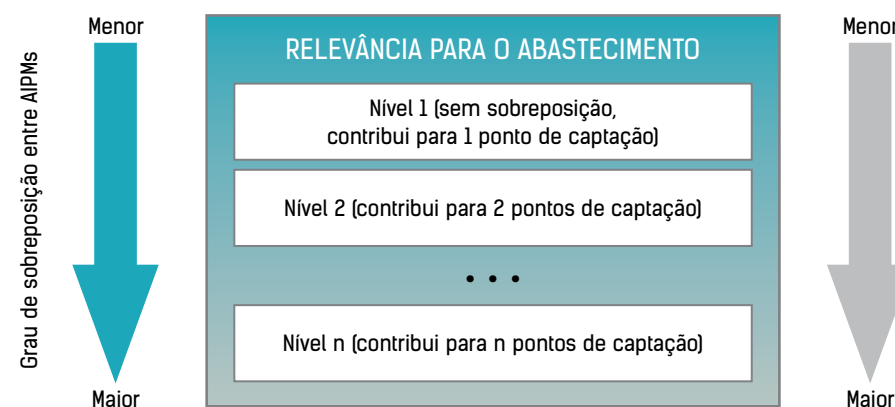 Menor
Grau de sobreposição entre AIPMs
Maior
RELEVÂNCIA PARA O ABASTECIMENTO
Nível 1 (sem sobreposição,
contribui para 1 ponto de captação)
Nível 2 (contribui para 2 pontos de captação)
• • •
Nível n (contribui para n pontos de captação)
Menor
Maior